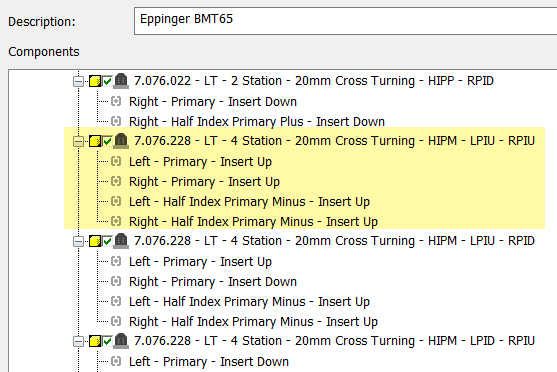 Description:
Eppinger BMT65
Components
7.076.022 - LT - 2 Station - 20mm Cross Turning - HIPP - RPID
Right - Primary - Insert Down
Right - Half Index Primary Plus - Insert Down
7.076.228 - LT - 4 Station - 20mm Cross Turning - HIPM - LPIU - RPIU
Left - Primary - Insert Up
Right - Primary - Insert Up
Left - Half Index Primary Minus - Insert Up
Right - Half Index Primary Minus - Insert Up
7.076.228 - LT - 4 Station - 20mm Cross Turning - HIPM - LPIU - RPID
Left - Primary - Insert Up
Right - Primary - Insert Down
Left - Half Index Primary Minus - Insert Up
Right - Half Index Primary Minus - Insert Up
7.076.228 - LT - 4 Station - 20mm Cross Turning - HIPM - LPID - RPIU
Left - Primary - Insert Down